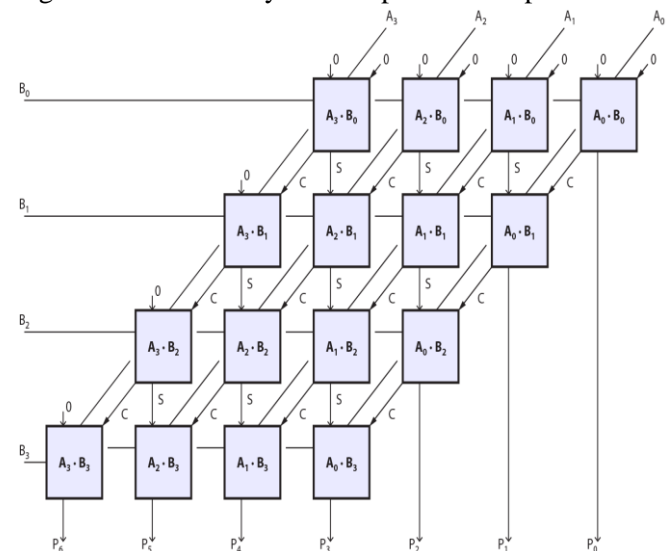 A₃ A₂ A₁ A₀
0 0 0 0 0 0 0 0
B₀
A₃·B₀ A₂·B₀ A₁·B₀ A₀·B₀
S S S
0 C C C C
B₁
A₃·B₁ A₂·B₁ A₁·B₁ A₀·B₁
S S S
0 C C C C
B₂
A₃·B₂ A₂·B₂ A₁·B₂ A₀·B₂
S S S
0 C C C C
B₃
A₃·B₃ A₂·B₃ A₁·B₃ A₀·B₃
P₆ P₅ P₄ P₃ P₂ P₁ P₀